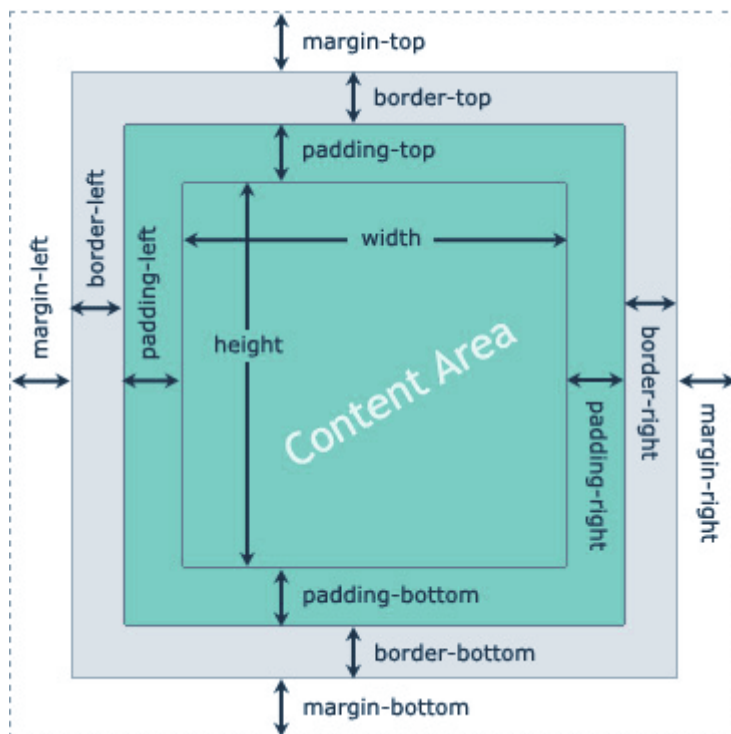 margin-top
border-top
padding-top
width
height
Content Area
margin-left
border-left
padding-left
padding-right
border-right
margin-right
padding-bottom
border-bottom
margin-bottom